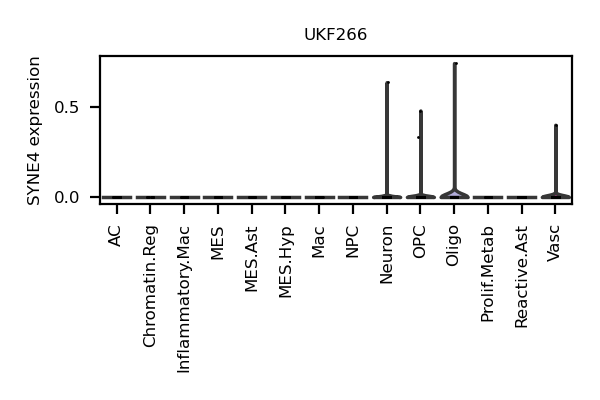 UKF266
SYNE4 expression
0.5
0.0
AC
Chromatin.Reg
Inflammatory.Mac
MES
MES.Ast
MES.Hyp
Mac
NPC
Neuron
OPC
Oligo
Prolif.Metab
Reactive.Ast
Vasc